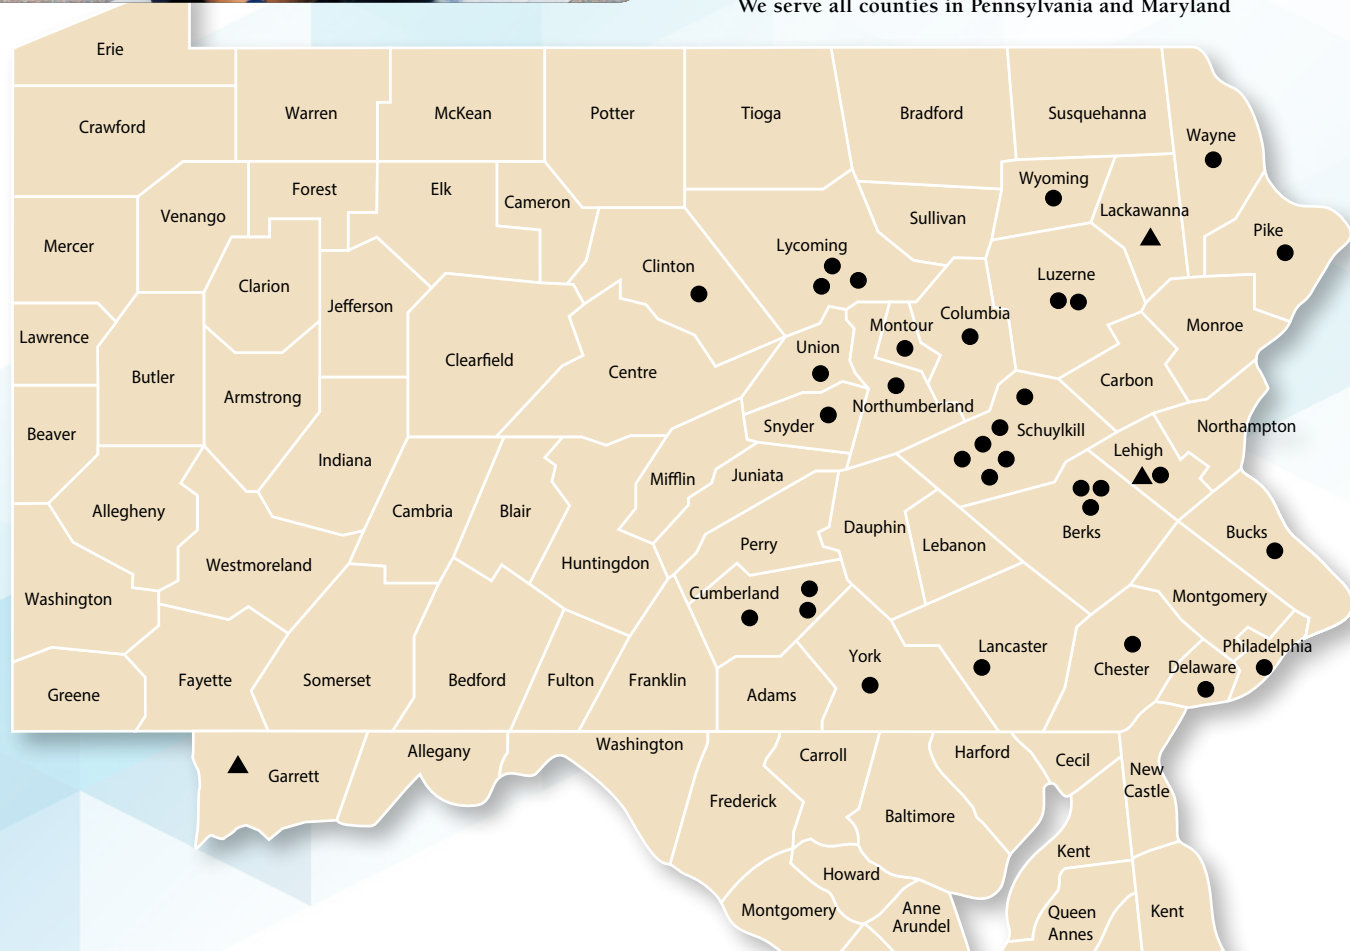 We serve all counties in Pennsylvania and Maryland
Erie
Crawford
Warren
McKean
Potter
Tioga
Bradford
Susquehanna
Wayne
Forest
Elk
Cameron
Venango
Mercer
Sullivan
Wyoming
Lackawanna
Pike
Lycoming
Clinton
Luzerne
Clarion
Jefferson
Columbia
Montour
Monroe
Lawrence
Union
Clearfield
Centre
Butler
Carbon
Armstrong
Northumberland
Snyder
Schuylkill
Northampton
Beaver
Lehigh
Indiana
Mifflin
Juniata
Allegheny
Cambria
Blair
Dauphin
Lebanon
Berks
Bucks
Perry
Westmoreland
Huntingdon
Washington
Cumberland
Montgomery
Lancaster
Philadelphia
York
Chester
Delaware
Greene
Fayette
Somerset
Bedford
Fulton
Franklin
Adams
Garrett
Allegany
Washington
Carroll
Harford
Cecil
New
Castle
Frederick
Baltimore
Kent
Howard
Montgomery
Anne
Arundel
Queen
Annes
Kent